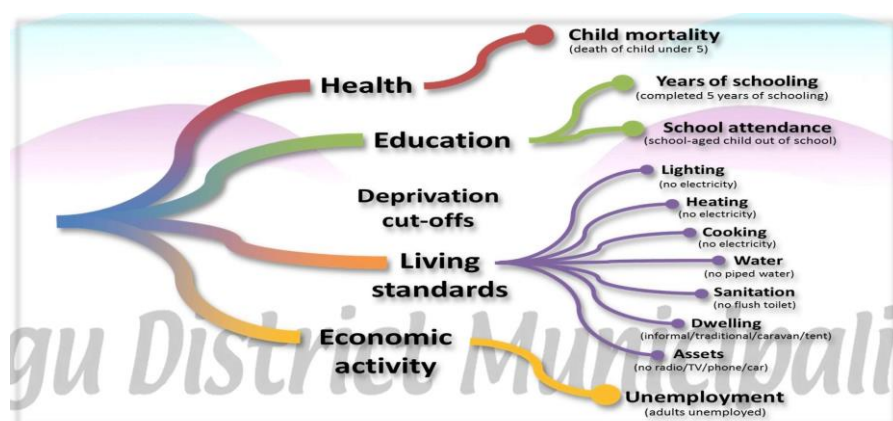 Child mortality
(death of child under 5)
Health
Years of schooling
(completed 5 years of schooling)
Education
School attendance
(school-aged child out of school)
Deprivation
cut-offs
Lighting
(no electricity)
Heating
(no electricity)
Cooking
(no electricity)
Living
standards
Water
(no piped water)
Sanitation
(no flush toilet)
Dwelling
(informal/traditional/caravan/tent)
Assets
(no radio/TV/phone/car)
Economic
activity
Unemployment
(adults unemployed)
District